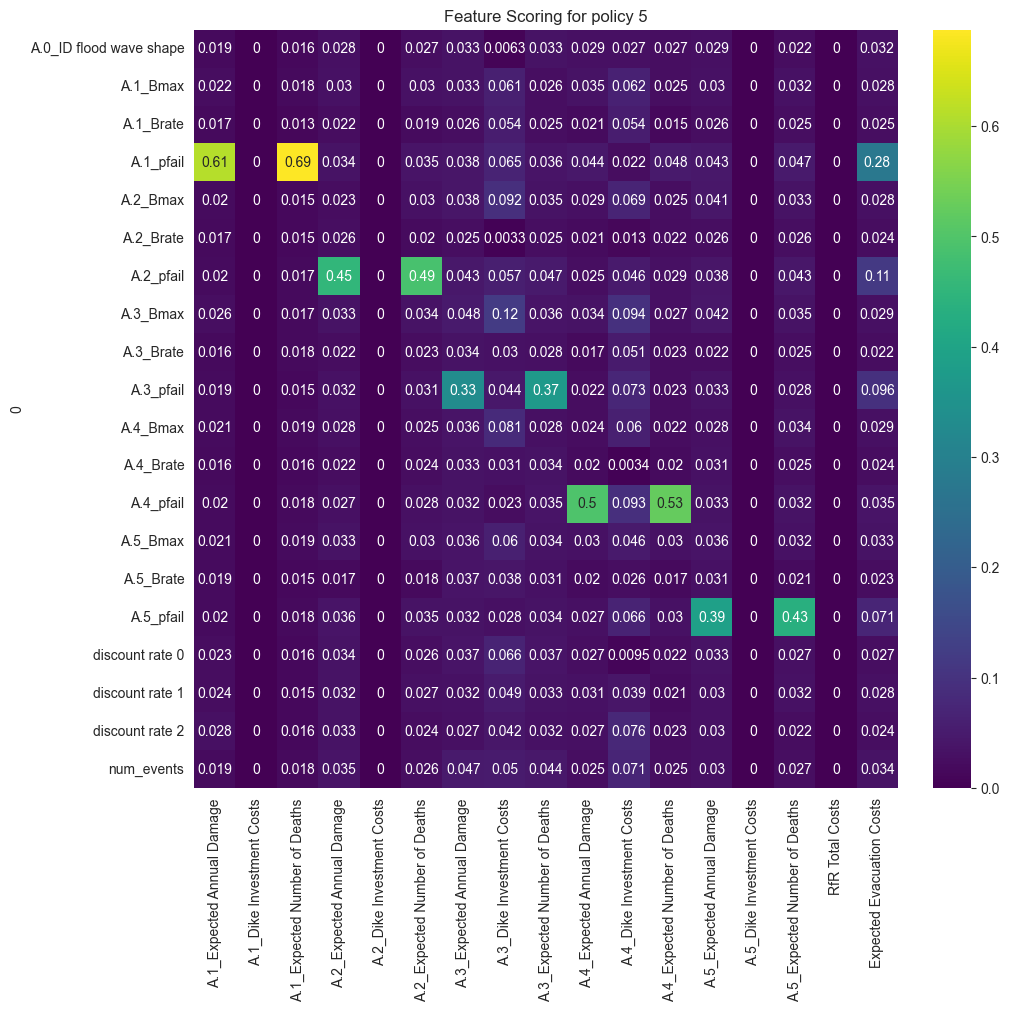 Feature Scoring for policy 5
A.0_ID flood wave shape 0.019 0 0.016 0.028 0 0.027 0.033 0.0063 0.033 0.029 0.027 0.027 0.029 0 0.022 0 0.032
A.1_Bmax 0.022 0 0.018 0.03 0 0.03 0.033 0.061 0.026 0.035 0.062 0.025 0.03 0 0.032 0 0.028
A.1_Brate 0.017 0 0.013 0.022 0 0.019 0.026 0.054 0.025 0.021 0.054 0.015 0.026 0 0.025 0 0.025
A.1_pfail 0.61 0 0.69 0.034 0 0.035 0.038 0.065 0.036 0.044 0.022 0.048 0.043 0 0.047 0 0.28
A.2_Bmax 0.02 0 0.015 0.023 0 0.03 0.038 0.092 0.035 0.029 0.069 0.025 0.041 0 0.033 0 0.028
A.2_Brate 0.017 0 0.015 0.026 0 0.02 0.025 0.0033 0.025 0.021 0.013 0.022 0.026 0 0.026 0 0.024
A.2_pfail 0.02 0 0.017 0.45 0 0.49 0.043 0.057 0.047 0.025 0.046 0.029 0.038 0 0.043 0 0.11
A.3_Bmax 0.026 0 0.017 0.033 0 0.034 0.048 0.12 0.036 0.034 0.094 0.027 0.042 0 0.035 0 0.029
A.3_Brate 0.016 0 0.018 0.022 0 0.023 0.034 0.03 0.028 0.017 0.051 0.023 0.022 0 0.025 0 0.022
A.3_pfail 0.019 0 0.015 0.032 0 0.031 0.33 0.044 0.37 0.022 0.073 0.023 0.033 0 0.028 0 0.096
A.4_Bmax 0.021 0 0.019 0.028 0 0.025 0.036 0.081 0.028 0.024 0.06 0.022 0.028 0 0.034 0 0.029
A.4_Brate 0.016 0 0.016 0.022 0 0.024 0.033 0.031 0.034 0.02 0.0034 0.02 0.031 0 0.025 0 0.024
A.4_pfail 0.02 0 0.018 0.027 0 0.028 0.032 0.023 0.035 0.5 0.093 0.53 0.033 0 0.032 0 0.035
A.5_Bmax 0.021 0 0.019 0.033 0 0.03 0.036 0.06 0.034 0.03 0.046 0.03 0.036 0 0.032 0 0.033
A.5_Brate 0.019 0 0.015 0.017 0 0.018 0.037 0.038 0.031 0.02 0.026 0.017 0.031 0 0.021 0 0.023
A.5_pfail 0.02 0 0.018 0.036 0 0.035 0.032 0.028 0.034 0.027 0.066 0.03 0.39 0 0.43 0 0.071
discount rate 0 0.023 0 0.016 0.034 0 0.026 0.037 0.066 0.037 0.027 0.0095 0.022 0.033 0 0.027 0 0.027
discount rate 1 0.024 0 0.015 0.032 0 0.027 0.032 0.049 0.033 0.031 0.039 0.021 0.03 0 0.032 0 0.028
discount rate 2 0.028 0 0.016 0.033 0 0.024 0.027 0.042 0.032 0.027 0.076 0.023 0.03 0 0.022 0 0.024
num_events 0.019 0 0.018 0.035 0 0.026 0.047 0.05 0.044 0.025 0.071 0.025 0.03 0 0.027 0 0.034
0
A.1_Expected Annual Damage
A.1_Dike Investment Costs
A.1_Expected Number of Deaths
A.2_Expected Annual Damage
A.2_Dike Investment Costs
A.2_Expected Number of Deaths
A.3_Expected Annual Damage
A.3_Dike Investment Costs
A.3_Expected Number of Deaths
A.4_Expected Annual Damage
A.4_Dike Investment Costs
A.4_Expected Number of Deaths
A.5_Expected Annual Damage
A.5_Dike Investment Costs
A.5_Expected Number of Deaths
RfR Total Costs
Expected Evacuation Costs
0.6
0.5
0.4
0.3
0.2
0.1
0.0